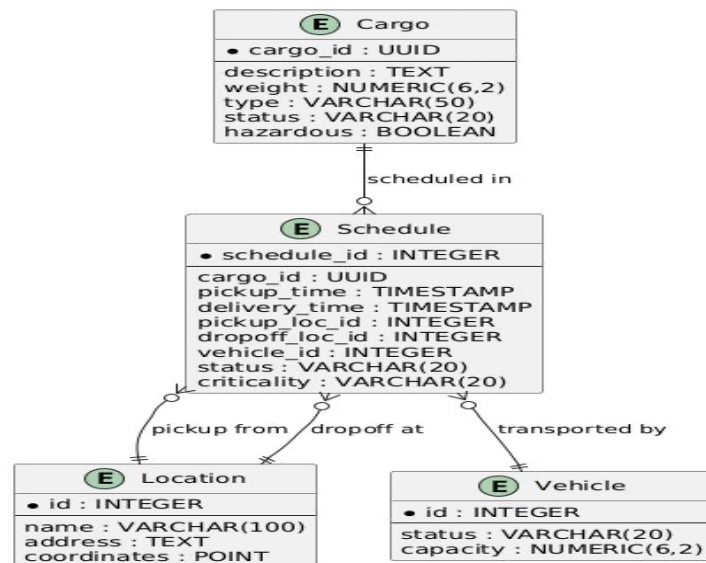 E Cargo
cargo_id : UUID
description : TEXT
weight : NUMERIC(6,2)
type : VARCHAR(50)
status : VARCHAR(20)
hazardous : BOOLEAN
scheduled in
E Schedule
schedule_id : INTEGER
cargo_id : UUID
pickup_time : TIMESTAMP
delivery_time : TIMESTAMP
pickup_loc_id : INTEGER
dropoff_loc_id : INTEGER
vehicle_id : INTEGER
status : VARCHAR(20)
criticality : VARCHAR(20)
pickup from
dropoff at
transported by
E Location
id : INTEGER
name : VARCHAR(100)
address : TEXT
coordinates : POINT
E Vehicle
id : INTEGER
status : VARCHAR(20)
capacity : NUMERIC(6,2)